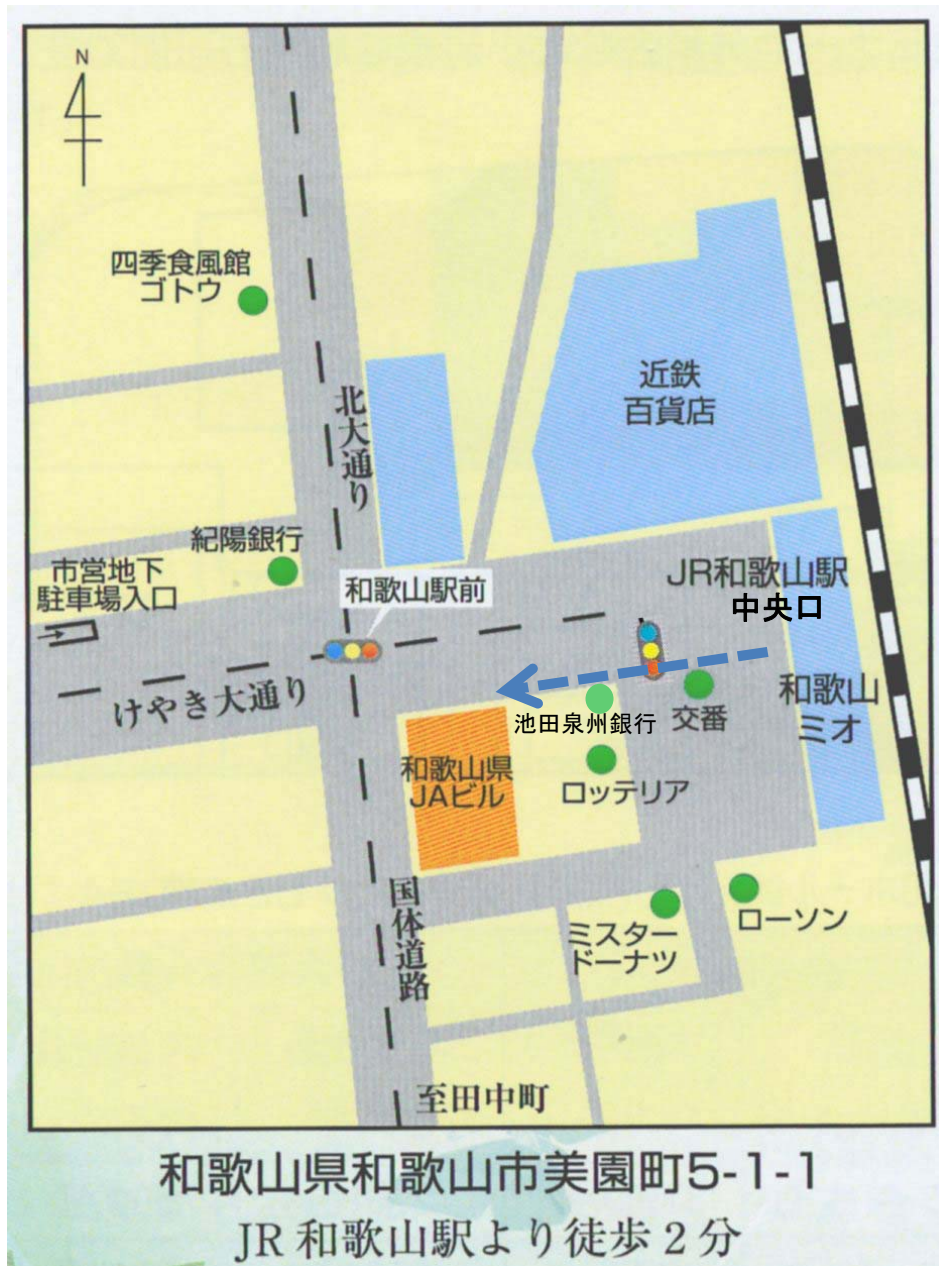 N
四季食風館
ゴトウ
近鉄
百貨店
北大通り
紀陽銀行
市営地下
駐車場入口
和歌山駅前
JR和歌山駅
中央口
けやき大通り
池田泉州銀行
交番
和歌山
ミオ
和歌山県
JAビル
ロッテリア
国体道路
ミスター
ドーナツ
ローソン
至田中町
和歌山県和歌山市美園町5-1-1
JR和歌山駅より徒歩2分